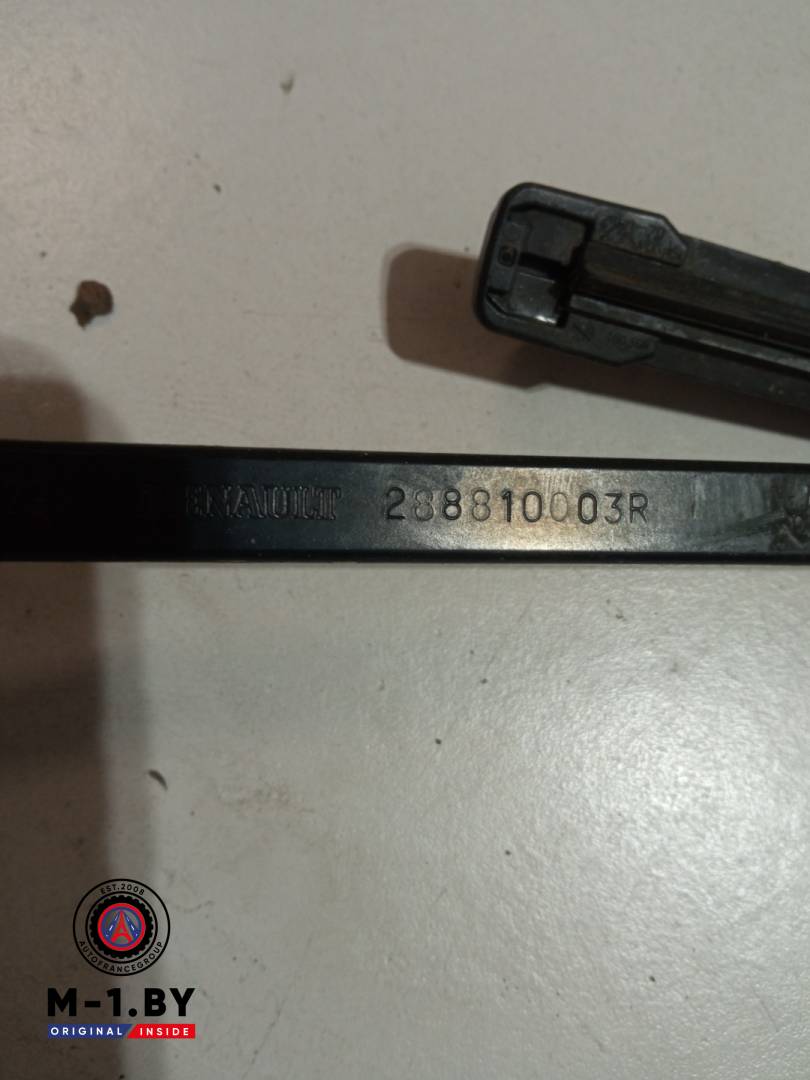 RENAULT 288810003R
EST.2008
AUTOFRANCEGROUP
M-1.BY
ORIGINAL INSIDE